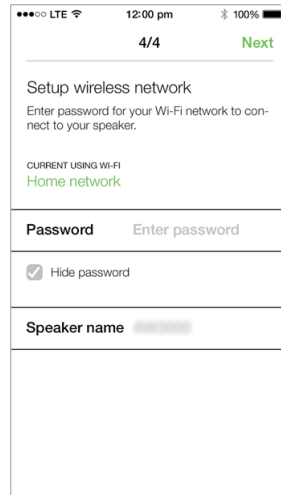 LTE 12:00 pm 100%
4/4 Next
Setup wireless network
Enter password for your Wi-Fi network to con-
nect to your speaker.
CURRENT USING WI-FI
Home network
Password Enter password
Hide password
Speaker name